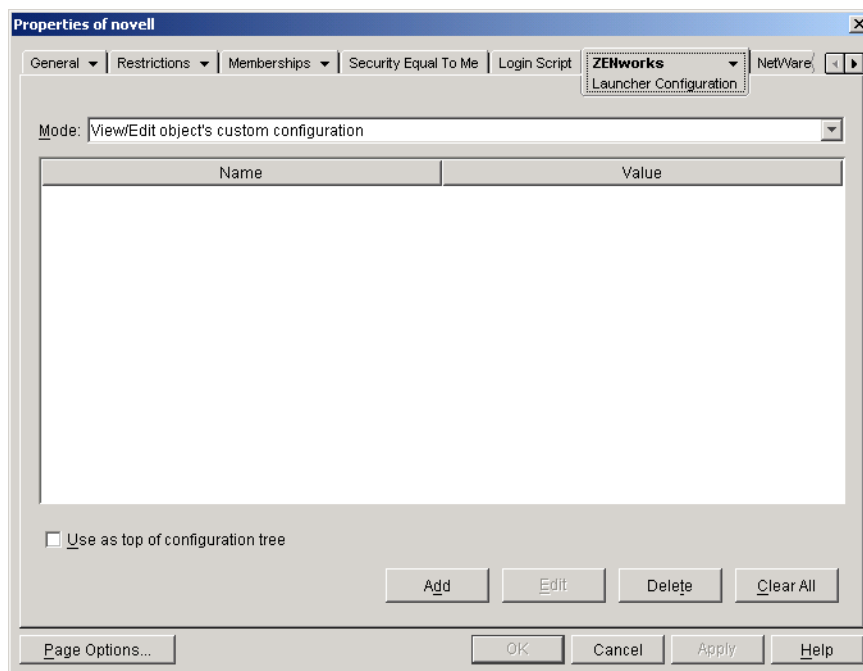 Properties of novell
General Restrictions Memberships Security Equal To Me Login Script ZENworks NetWare
Launcher Configuration
Mode: View/Edit object's custom configuration
Name Value
Use as top of configuration tree
Add Edit Delete Clear All
Page Options... OK Cancel Apply Help